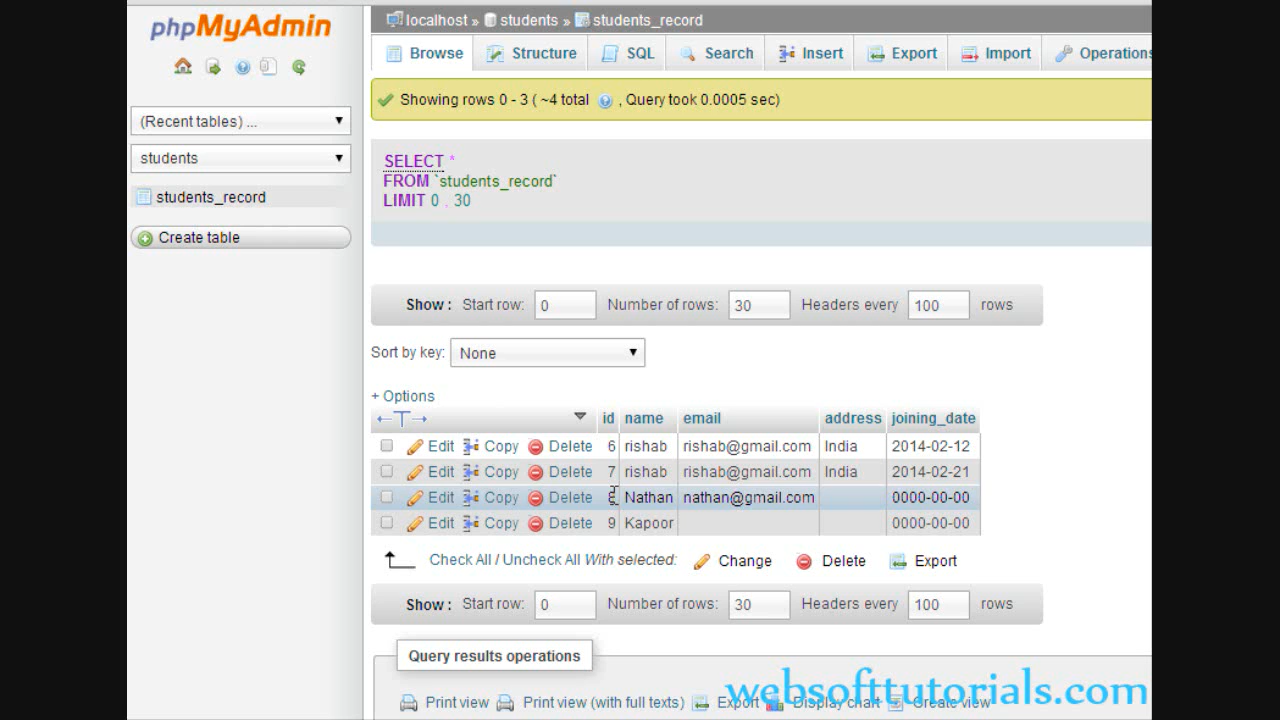 phpMyAdmin
(Recent tables) ...
students
students_record
Create table
localhost » students » students_record
Browse Structure SQL Search Insert Export Import Operations
Showing rows 0 - 3 ( ~4 total , Query took 0.0005 sec)
SELECT *
FROM `students_record`
LIMIT 0 , 30
Show : Start row: 0 Number of rows: 30 Headers every 100 rows
Sort by key: None
+ Options
←T→ id name email address joining_date
Edit Copy Delete 6 rishab rishab@gmail.com India 2014-02-12
Edit Copy Delete 7 rishab rishab@gmail.com India 2014-02-21
Edit Copy Delete Nathan nathan@gmail.com 0000-00-00
Edit Copy Delete 9 Kapoor 0000-00-00
Check All / Uncheck All With selected: Change Delete Export
Show : Start row: 0 Number of rows: 30 Headers every 100 rows
Query results operations
Print view Print view (with full texts) Export Display chart Create view
websofttutorials.com